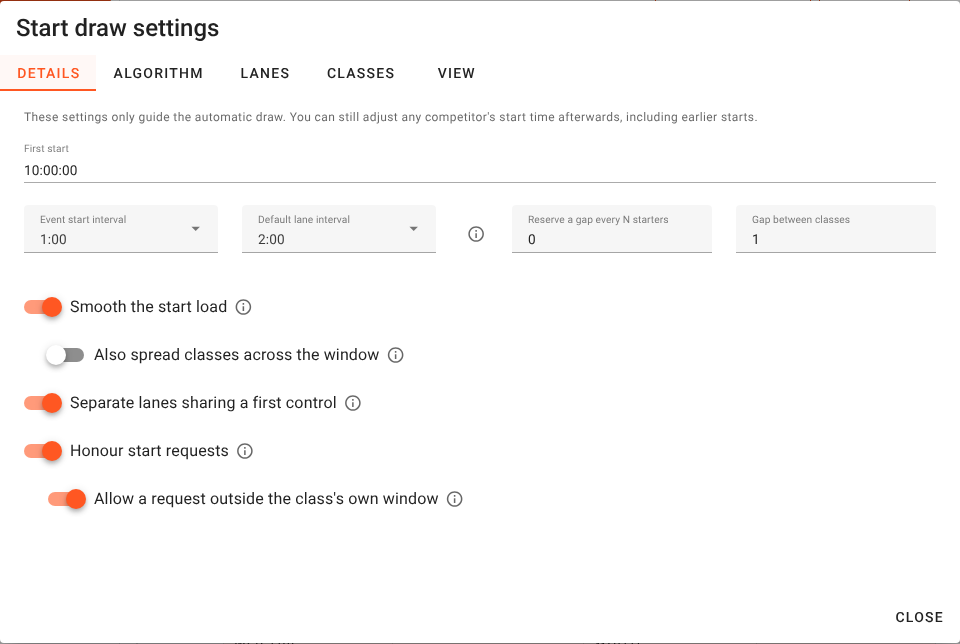 Start draw settings
DETAILS ALGORITHM LANES CLASSES VIEW
These settings only guide the automatic draw. You can still adjust any competitor's start time afterwards, including earlier starts.
First start
10:00:00
Event start interval Default lane interval Reserve a gap every N starters Gap between classes
1:00 2:00 0 1
Smooth the start load
Also spread classes across the window
Separate lanes sharing a first control
Honour start requests
Allow a request outside the class's own window
CLOSE